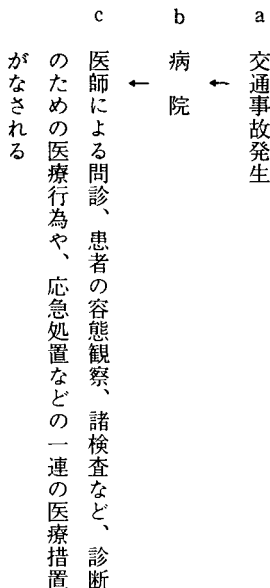 a 交通事故発生
←
b 病院
←
c 医師による問診、患者の容態観察、諸検査など、診断
のための医療行為や、応急処置などの一連の医療措置
がなされる